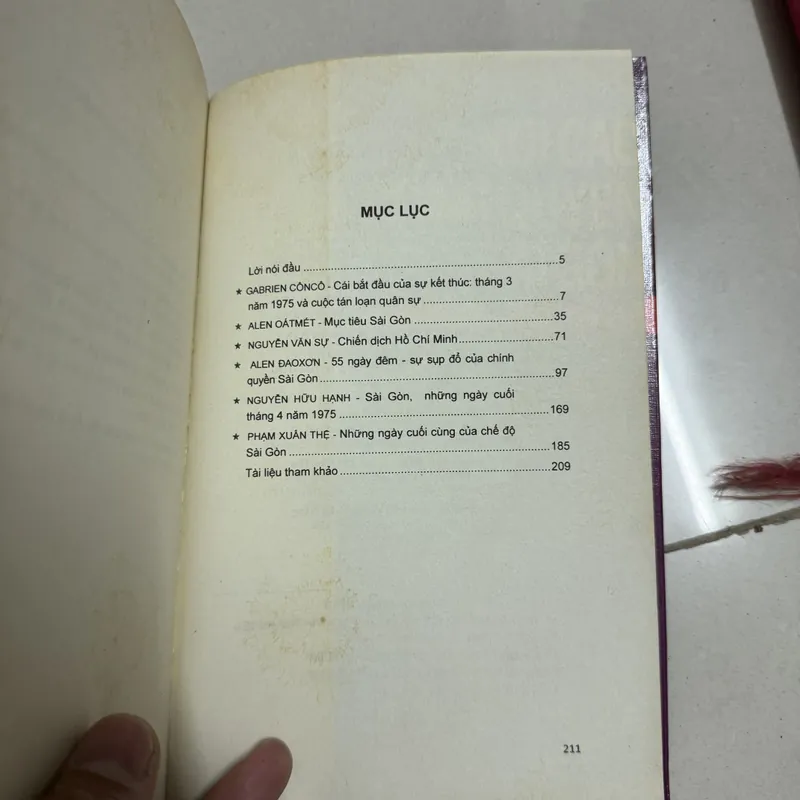 MỤC LỤC
Lời nói đầu ........................................................................5
★ GABRIEN CÔNCÔ - Cái bắt đầu của sự kết thúc: tháng 3
năm 1975 và cuộc tán loạn quân sự ......................................7
★ ALEN OÁTMÉT - Mục tiêu Sài Gòn ..............................35
★ NGUYỄN VĂN SỰ - Chiến dịch Hồ Chí Minh....................71
★ ALEN ĐAOXƠN - 55 ngày đêm - sự sụp đổ của chính
quyền Sài Gòn .................................................................97
★ NGUYỄN HỮU HẠNH - Sài Gòn, những ngày cuối
tháng 4 năm 1975 ...........................................................169
★ PHẠM XUÂN THỆ - Những ngày cuối cùng của chế độ
Sài Gòn .........................................................................185
Tài liệu tham khảo ..........................................................209
211